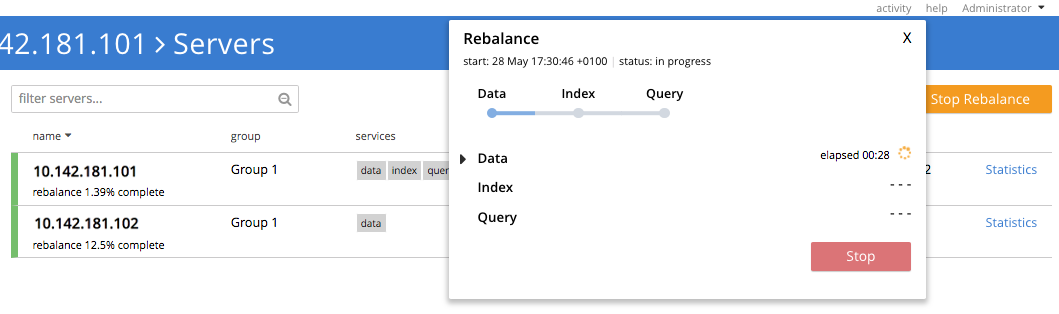 activity help Administrator
42.181.101 > Servers
Rebalance X
start: 28 May 17:30:46 +0100 | status: in progress
Data Index Query
filter servers...
Stop Rebalance
name group services
Data elapsed 00:28
10.142.181.101 Group 1 data index quer 2 Statistics
rebalance 1.39% complete
Index - - -
Query - - -
10.142.181.102 Group 1 data Statistics
rebalance 12.5% complete
Stop